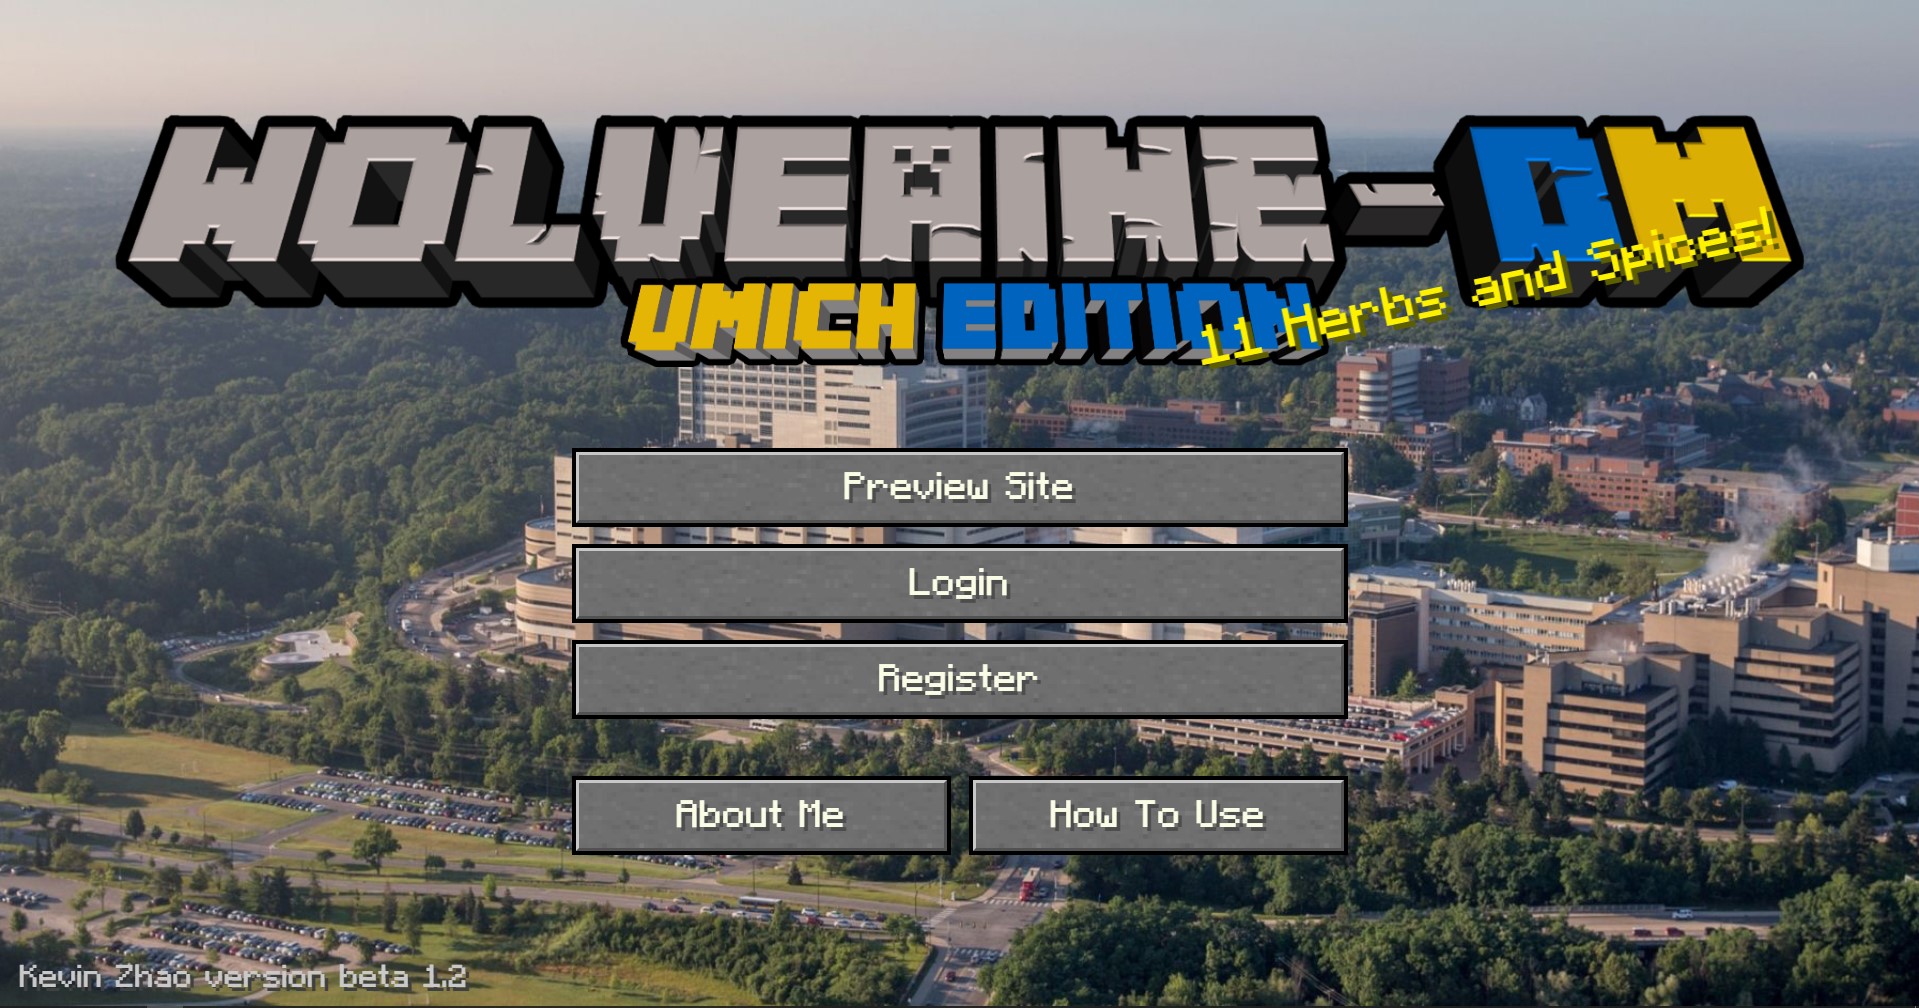 WOLVERINE-DM
UMICH EDITION
11 Herbs and Spices!
Preview Site
Login
Register
About Me
How To Use
Kevin Zhao version beta 1.2